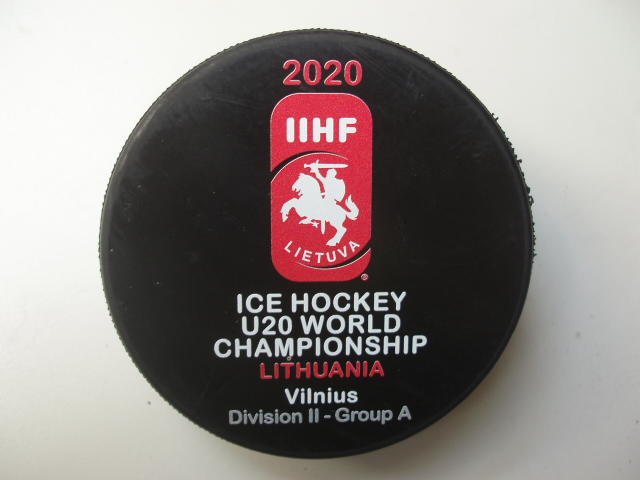 2020
IIHF
LIETUVA
®
ICE HOCKEY
U20 WORLD
CHAMPIONSHIP
LITHUANIA
Vilnius
Division II - Group A